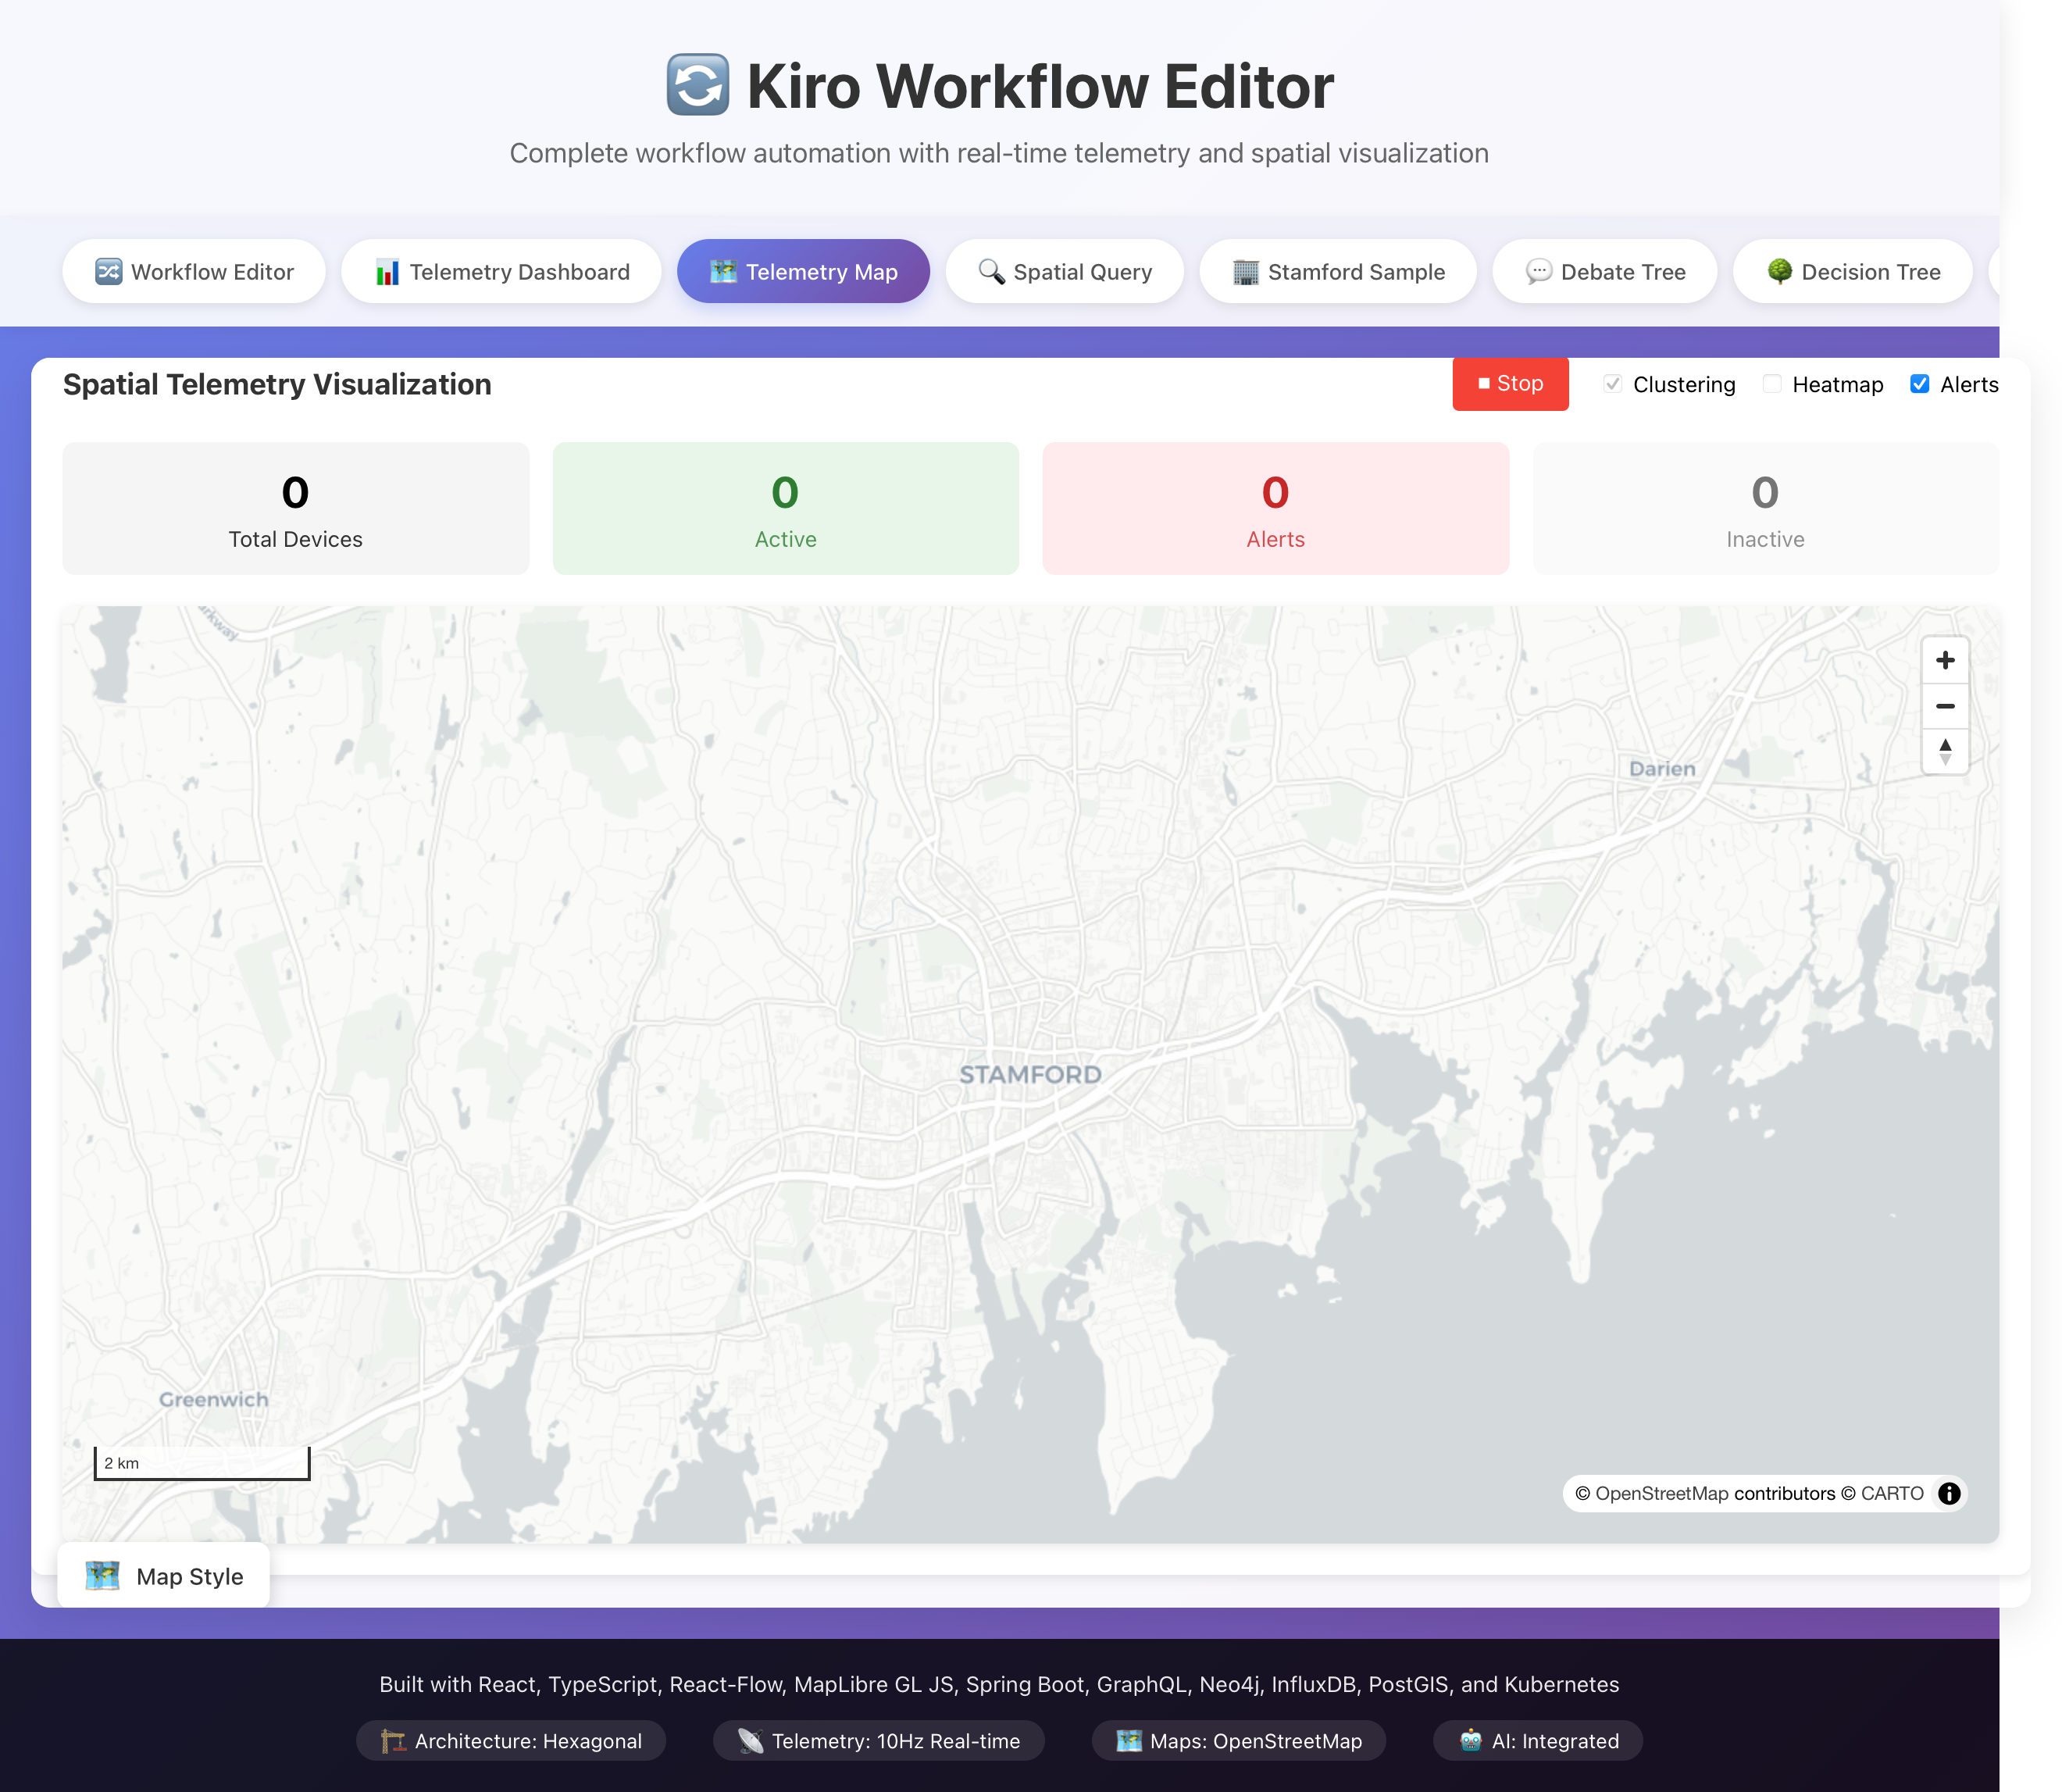 Kiro Workflow Editor
Complete workflow automation with real-time telemetry and spatial visualization
Workflow Editor
Telemetry Dashboard
Telemetry Map
Spatial Query
Stamford Sample
Debate Tree
Decision Tree
Spatial Telemetry Visualization
Stop
Clustering
Heatmap
Alerts
0
Total Devices
0
Active
0
Alerts
0
Inactive
Darien
STAMFORD
Greenwich
2 km
© OpenStreetMap contributors © CARTO
Map Style
Built with React, TypeScript, React-Flow, MapLibre GL JS, Spring Boot, GraphQL, Neo4j, InfluxDB, PostGIS, and Kubernetes
Architecture: Hexagonal
Telemetry: 10Hz Real-time
Maps: OpenStreetMap
AI: Integrated